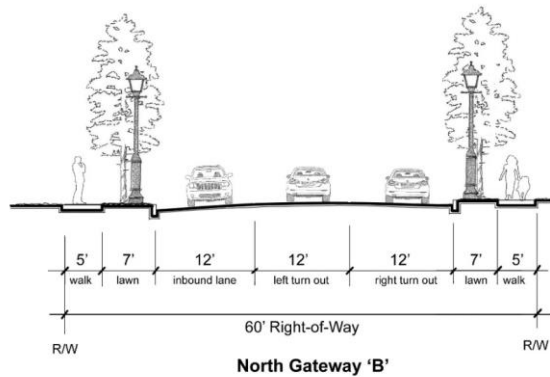 5' 7' 12' 12' 12' 7' 5'
walk lawn inbound lane left turn out right turn out lawn walk
60' Right-of-Way
R/W R/W
North Gateway 'B'